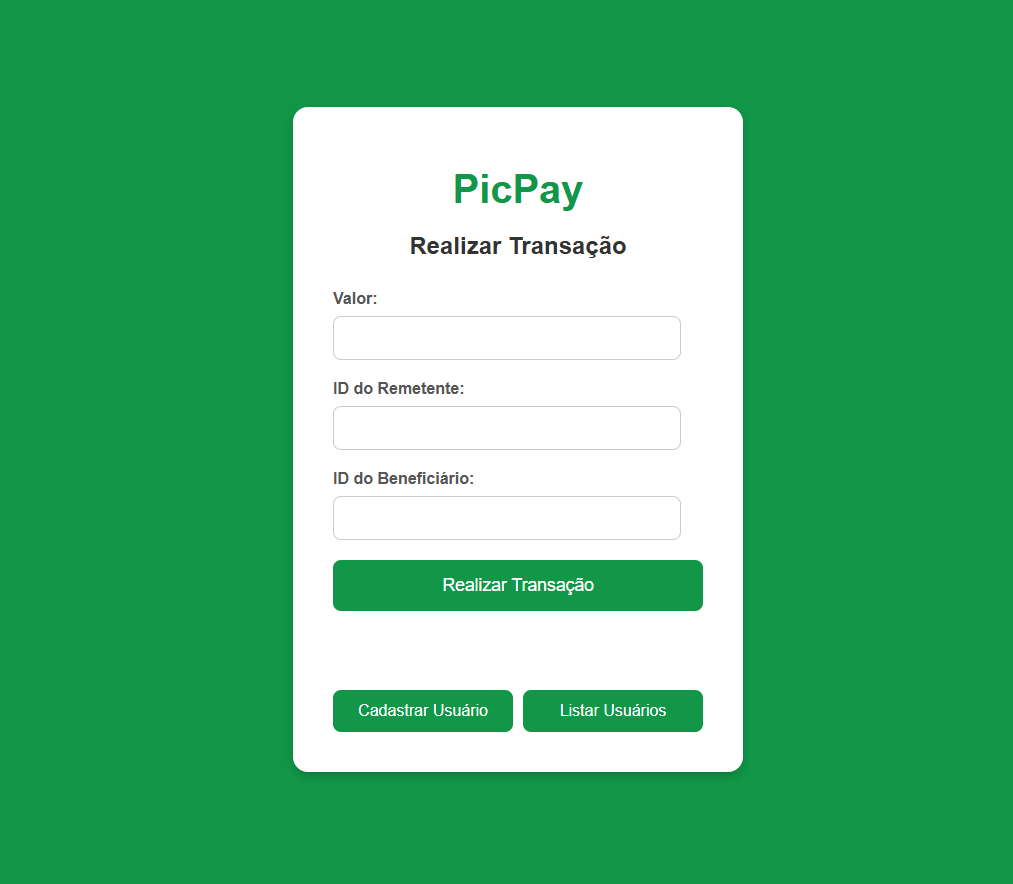 PicPay
Realizar Transação
Valor:
ID do Remetente:
ID do Beneficiário:
Realizar Transação
Cadastrar Usuário
Listar Usuários